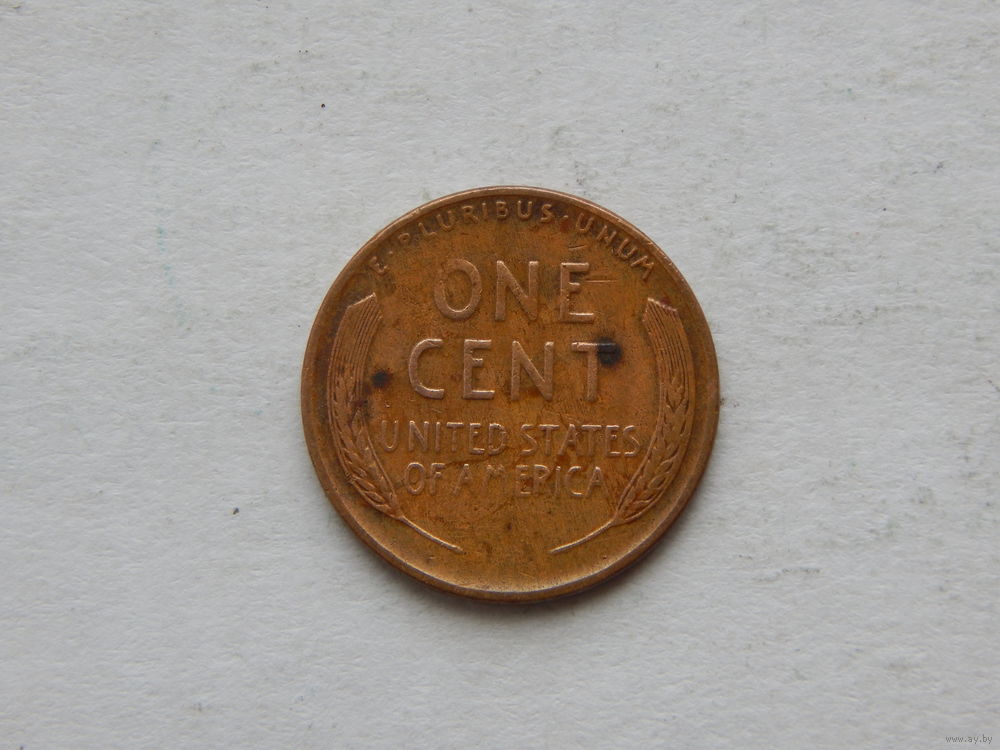 E·PLURIBUS·UNUM
ONE
CENT
UNITED STATES
OF AMERICA
www.ay.by